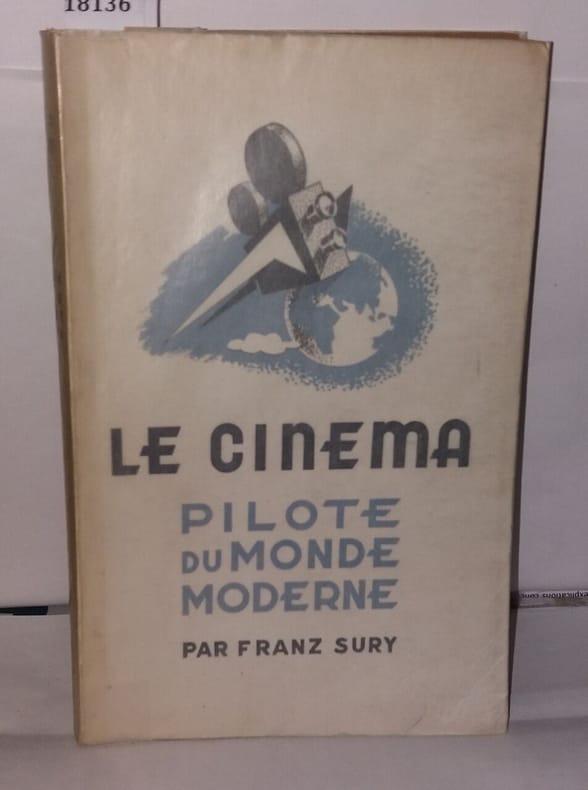 18136
LE CINEMA
PILOTE
DU MONDE
MODERNE
PAR FRANZ SURY